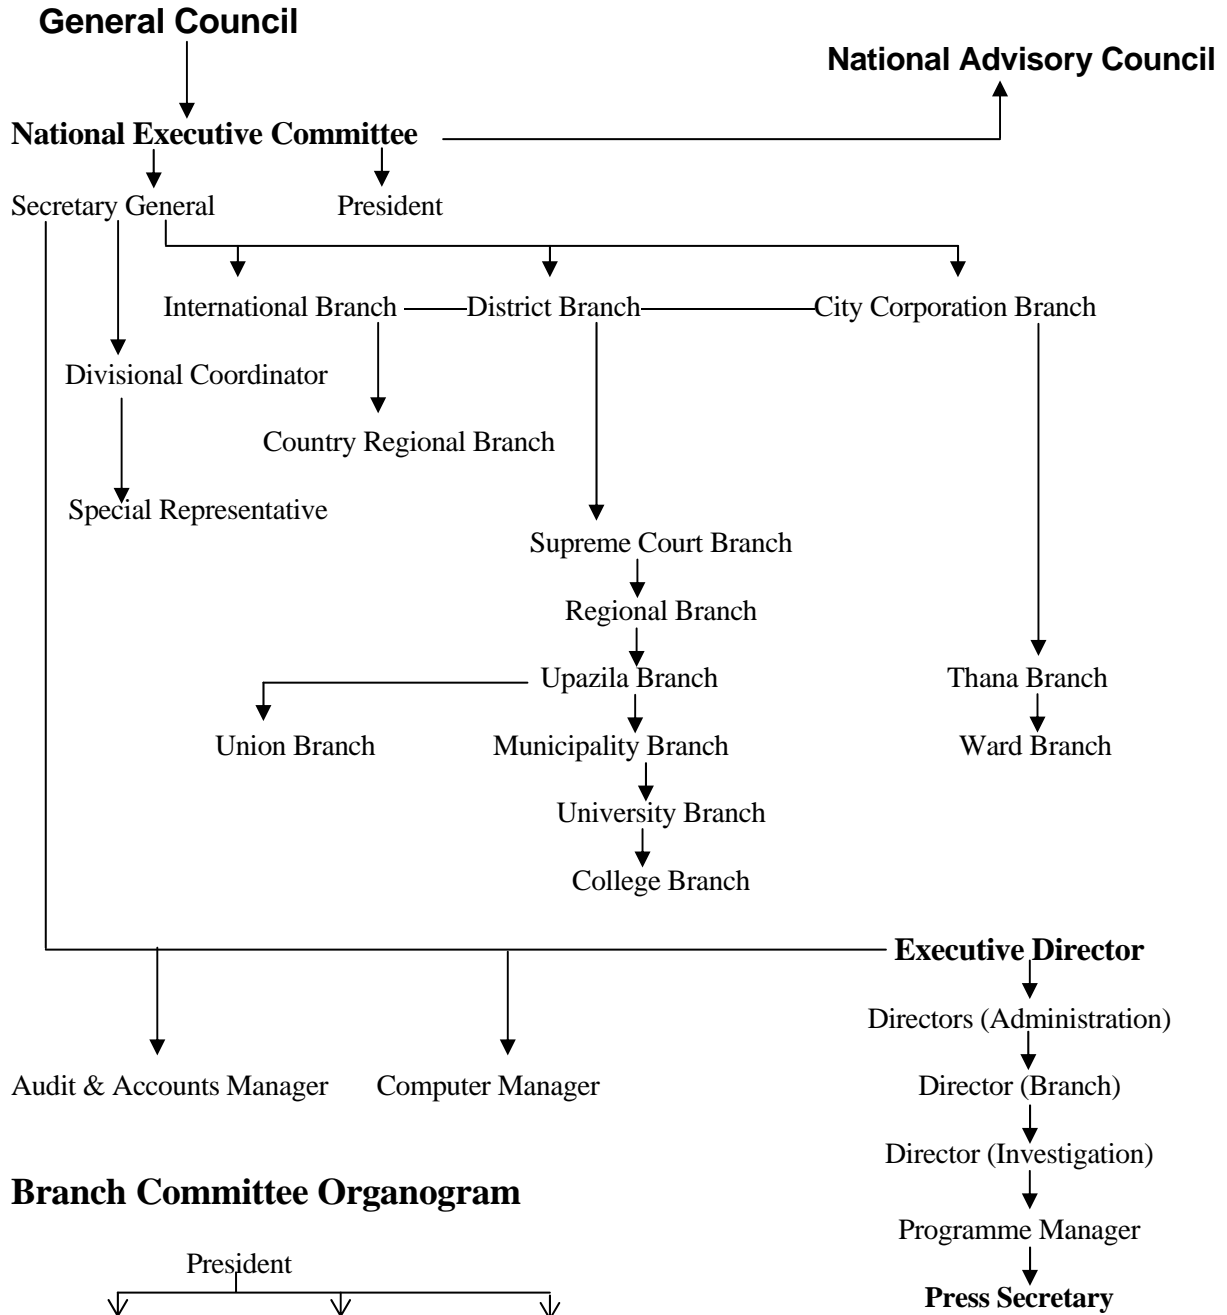 General Council
National Advisory Council
National Executive Committee
Secretary General
President
International Branch
District Branch
City Corporation Branch
Divisional Coordinator
Country Regional Branch
Special Representative
Supreme Court Branch
Regional Branch
Upazila Branch
Thana Branch
Union Branch
Municipality Branch
Ward Branch
University Branch
College Branch
Executive Director
Directors (Administration)
Audit & Accounts Manager
Computer Manager
Director (Branch)
Director (Investigation)
Branch Committee Organogram
Programme Manager
President
Press Secretary